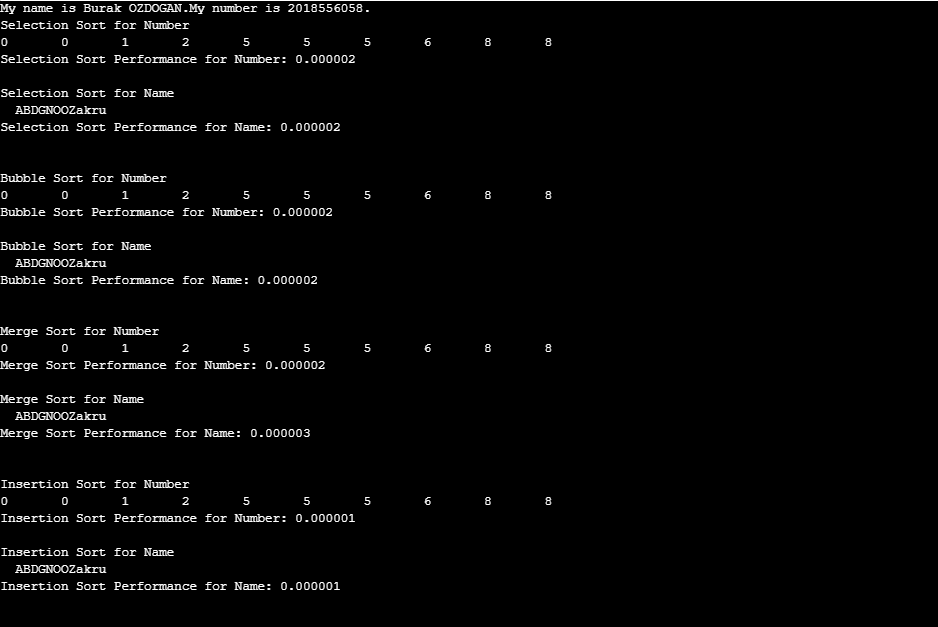 My name is Burak OZDOGAN.My number is 2018556058.
Selection Sort for Number
0 0 1 2 5 5 5 6 8 8
Selection Sort Performance for Number: 0.000002
Selection Sort for Name
ABDGNOOZakru
Selection Sort Performance for Name: 0.000002
Bubble Sort for Number
0 0 1 2 5 5 5 6 8 8
Bubble Sort Performance for Number: 0.000002
Bubble Sort for Name
ABDGNOOZakru
Bubble Sort Performance for Name: 0.000002
Merge Sort for Number
0 0 1 2 5 5 5 6 8 8
Merge Sort Performance for Number: 0.000002
Merge Sort for Name
ABDGNOOZakru
Merge Sort Performance for Name: 0.000003
Insertion Sort for Number
0 0 1 2 5 5 5 6 8 8
Insertion Sort Performance for Number: 0.000001
Insertion Sort for Name
ABDGNOOZakru
Insertion Sort Performance for Name: 0.000001